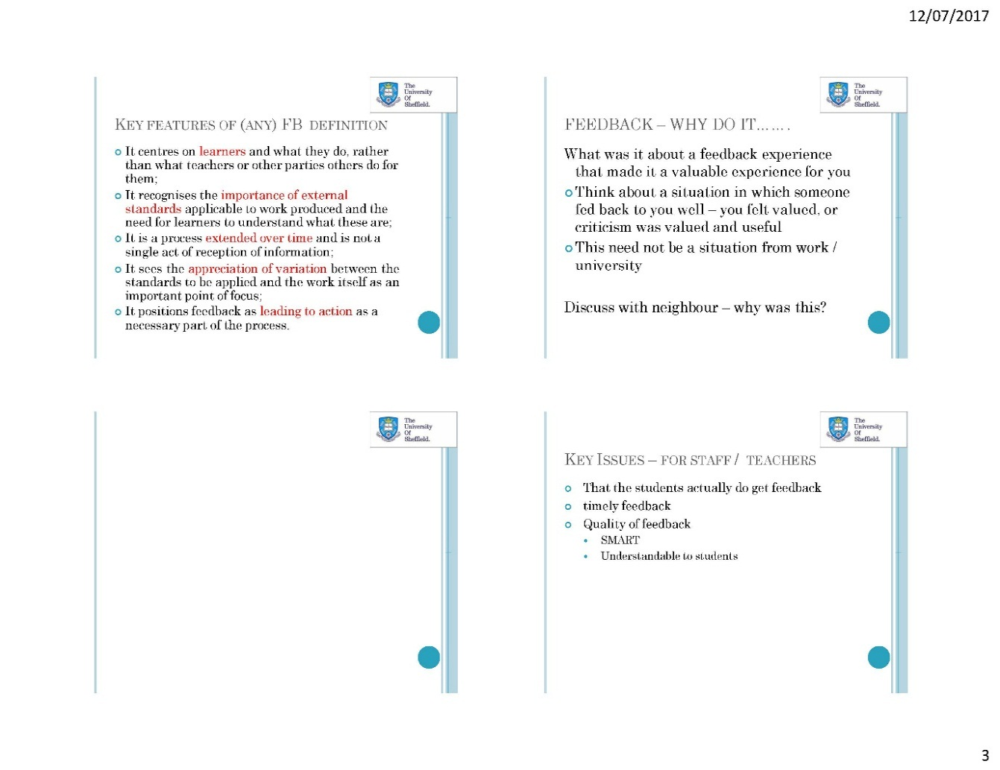 12/07/2017
The
University
Of
Sheffield.
KEY FEATURES OF (ANY) FB DEFINITION
It centres on learners and what they do, rather
than what teachers or other parties others do for
them;
It recognises the importance of external
standards applicable to work produced and the
need for learners to understand what these are;
It is a process extended over time and is not a
single act of reception of information;
It sees the appreciation of variation between the
standards to be applied and the work itself as an
important point of focus;
It positions feedback as leading to action as a
necessary part of the process.
The
University
Of
Sheffield.
FEEDBACK – WHY DO IT.......
What was it about a feedback experience
that made it a valuable experience for you
Think about a situation in which someone
fed back to you well – you felt valued, or
criticism was valued and useful
This need not be a situation from work /
university
Discuss with neighbour – why was this?
The
University
Of
Sheffield.
The
University
Of
Sheffield.
KEY ISSUES – FOR STAFF / TEACHERS
That the students actually do get feedback
timely feedback
Quality of feedback
SMART
Understandable to students
3